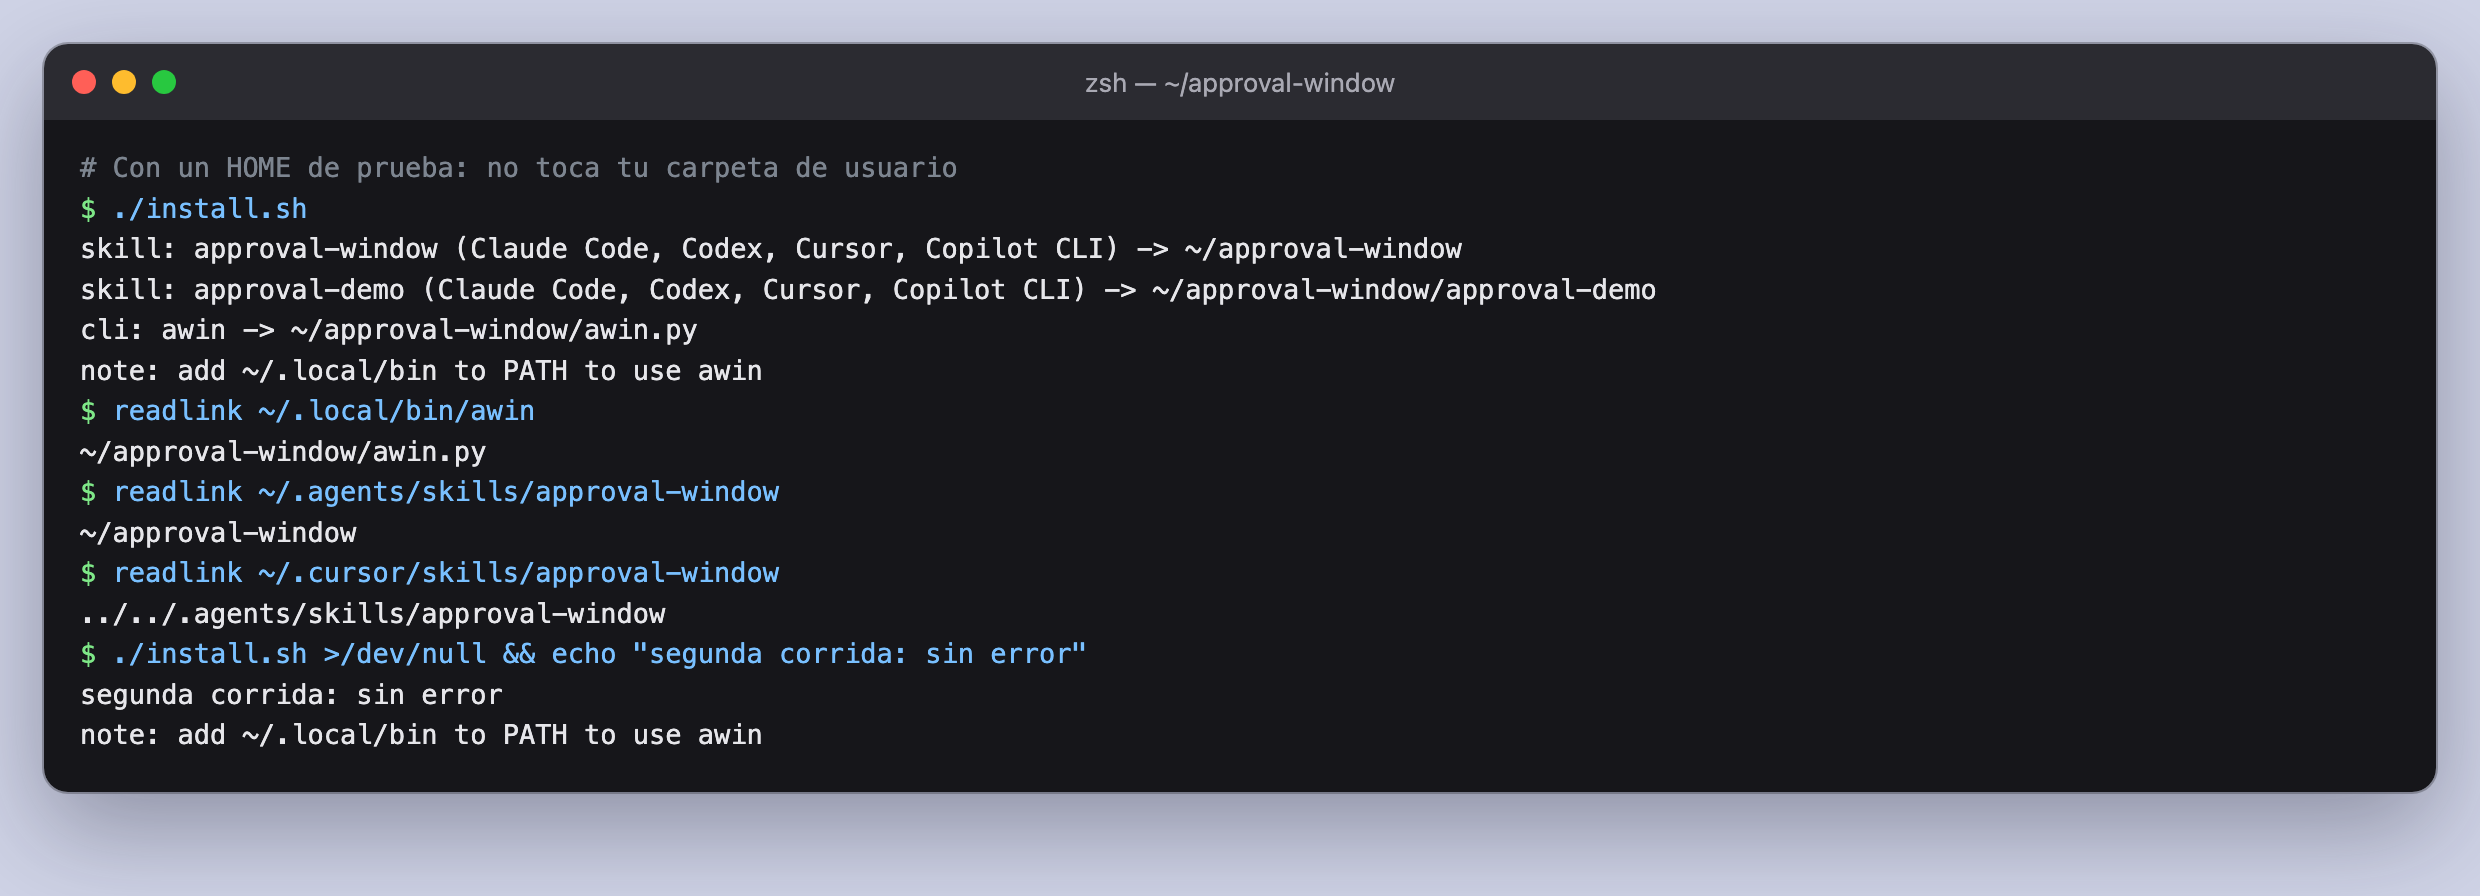 zsh — ~/approval-window
# Con un HOME de prueba: no toca tu carpeta de usuario
$ ./install.sh
skill: approval-window (Claude Code, Codex, Cursor, Copilot CLI) -> ~/approval-window
skill: approval-demo (Claude Code, Codex, Cursor, Copilot CLI) -> ~/approval-window/approval-demo
cli: awin -> ~/approval-window/awin.py
note: add ~/.local/bin to PATH to use awin
$ readlink ~/.local/bin/awin
~/approval-window/awin.py
$ readlink ~/.agents/skills/approval-window
~/approval-window
$ readlink ~/.cursor/skills/approval-window
../../.agents/skills/approval-window
$ ./install.sh >/dev/null && echo "segunda corrida: sin error"
segunda corrida: sin error
note: add ~/.local/bin to PATH to use awin